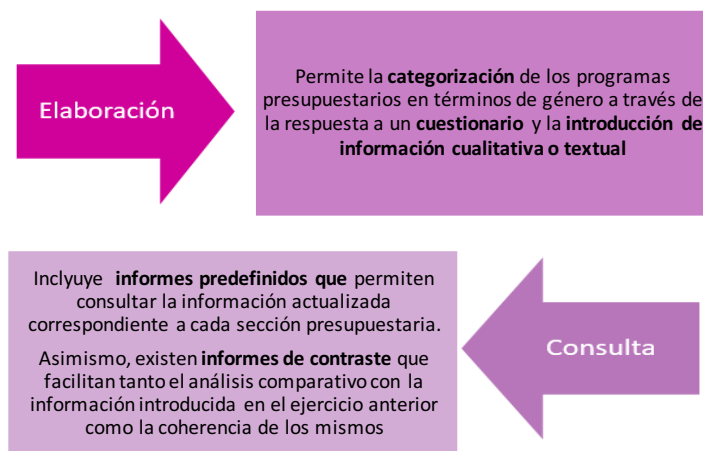 Elaboración
Permite la categorización de los programas
presupuestarios en términos de género a través de
la respuesta a un cuestionario y la introducción de
información cualitativa o textual
Inclyuye informes predefinidos que permiten
consultar la información actualizada
correspondiente a cada sección presupuestaria.
Asimismo, existen informes de contraste que
facilitan tanto el análisis comparativo con la
información introducida en el ejercicio anterior
como la coherencia de los mismos
Consulta